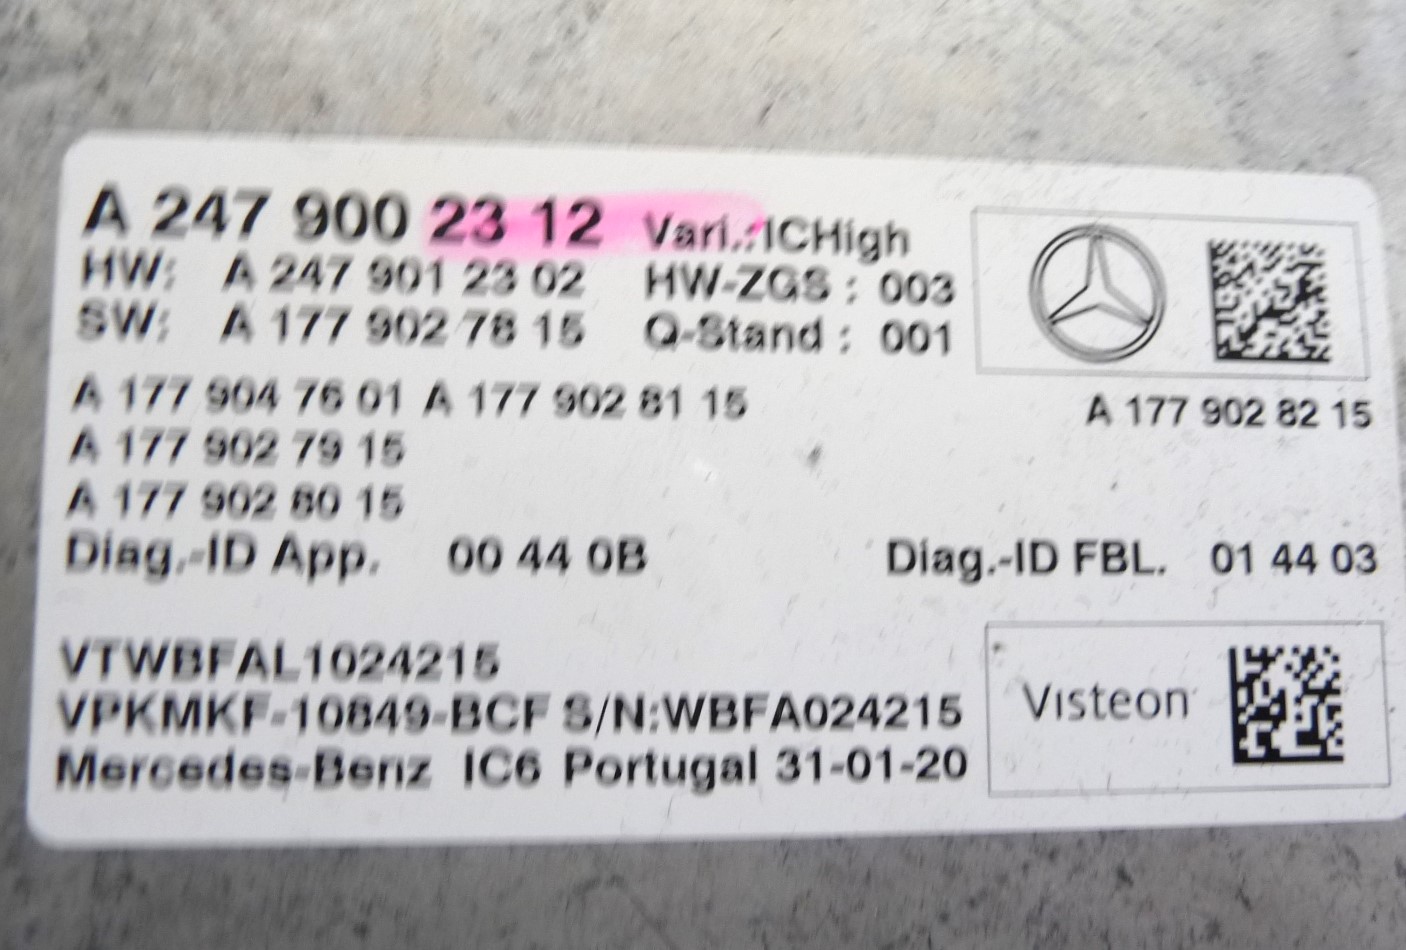 A 247 900 23 12 Vari.:ICHigh
HW: A 247 901 23 02 HW-ZGS : 003
SW: A 177 902 78 15 Q-Stand : 001
A 177 904 76 01 A 177 902 81 15 A 177 902 82 15
A 177 902 79 15
A 177 902 80 15
Diag.-ID App. 00 44 0B Diag.-ID FBL. 01 44 03
VTWBFAL1024215
VPKMKF-10849-BCF S/N:WBFA024215
Mercedes-Benz IC6 Portugal 31-01-20
Visteon